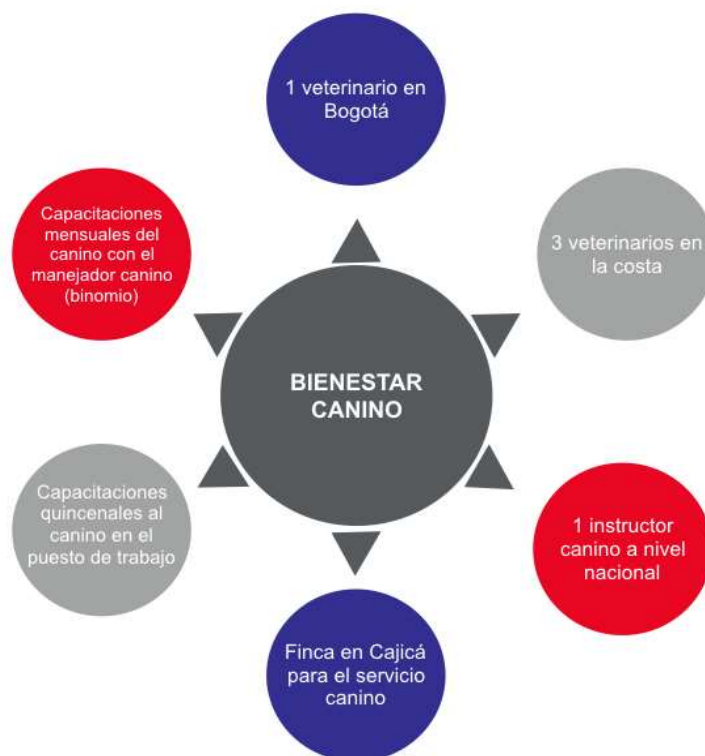 1 veterinario en
Bogotá
Capacitaciones
mensuales del
canino con el
manejador canino
(binomio)
3 veterinarios en
la costa
BIENESTAR
CANINO
Capacitaciones
quincenales al
canino en el
puesto de trabajo
1 instructor
canino a nivel
nacional
Finca en Cajicá
para el servicio
canino